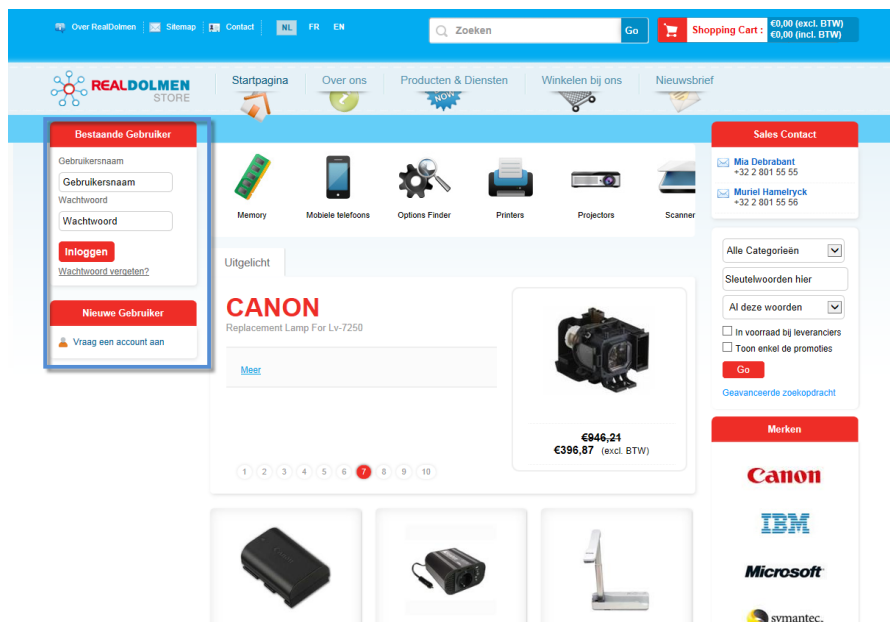 Over RealDolmen
Sitemap
Contact
NL
FR
EN
Zoeken
Go
Shopping Cart :
€0,00 (excl. BTW)
€0,00 (incl. BTW)
REALDOLMEN
STORE
Startpagina
Over ons
Producten & Diensten
Winkelen bij ons
Nieuwsbrief
NOW
Bestaande Gebruiker
Gebruikersnaam
Gebruikersnaam
Wachtwoord
Wachtwoord
Inloggen
Wachtwoord vergeten?
Nieuwe Gebruiker
Vraag een account aan
Memory
Mobiele telefoons
Options Finder
Printers
Projectors
Scanner
Uitgelicht
CANON
Replacement Lamp For Lv-7250
Meer
€946,21
€396,87 (excl. BTW)
1 2 3 4 5 6 7 8 9 10
Sales Contact
Mia Debrabant
+32 2 801 55 55
Muriel Hamelryck
+32 2 801 55 56
Alle Categorieën
Sleutelwoorden hier
Al deze woorden
In voorraad bij leveranciers
Toon enkel de promoties
Go
Geavanceerde zoekopdracht
Merken
Canon
IBM
Microsoft
symantec.